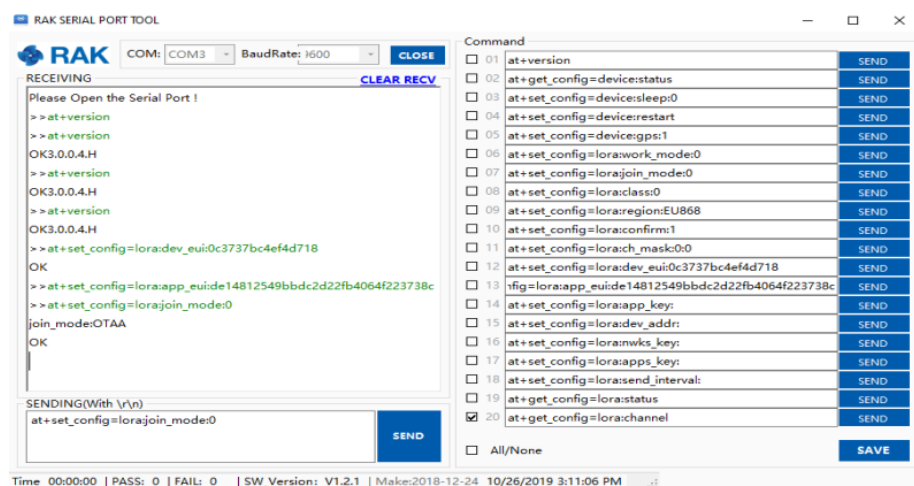 RAK SERIAL PORT TOOL
RAK COM: COM3 BaudRate: 9600 CLOSE
RECEIVING CLEAR RECV
Please Open the Serial Port !
>>at+version
>>at+version
OK3.0.0.4.H
>>at+version
OK3.0.0.4.H
>>at+version
OK3.0.0.4.H
>>at+set_config=lora:dev_eui:0c3737bc4ef4d718
OK
>>at+set_config=lora:app_eui:de14812549bbdc2d22fb4064f223738c
>>at+set_config=lora:join_mode:0
join_mode:OTAA
OK
SENDING(With \r\n)
at+set_config=lora:join_mode:0
SEND
Command
01 at+version SEND
02 at+get_config=device:status SEND
03 at+set_config=device:sleep:0 SEND
04 at+set_config=device:restart SEND
05 at+set_config=device:gps:1 SEND
06 at+set_config=lora:work_mode:0 SEND
07 at+set_config=lora:join_mode:0 SEND
08 at+set_config=lora:class:0 SEND
09 at+set_config=lora:region:EU868 SEND
10 at+set_config=lora:confirm:1 SEND
11 at+set_config=lora:ch_mask:0:0 SEND
12 at+set_config=lora:dev_eui:0c3737bc4ef4d718 SEND
13 nfig=lora:app_eui:de14812549bbdc2d22fb4064f223738c SEND
14 at+set_config=lora:app_key: SEND
15 at+set_config=lora:dev_addr: SEND
16 at+set_config=lora:nwks_key: SEND
17 at+set_config=lora:apps_key: SEND
18 at+set_config=lora:send_interval: SEND
19 at+get_config=lora:status SEND
20 at+get_config=lora:channel SEND
All/None SAVE
Time 00:00:00 | PASS: 0 | FAIL: 0 | SW Version: V1.2.1 | Make:2018-12-24 10/26/2019 3:11:06 PM